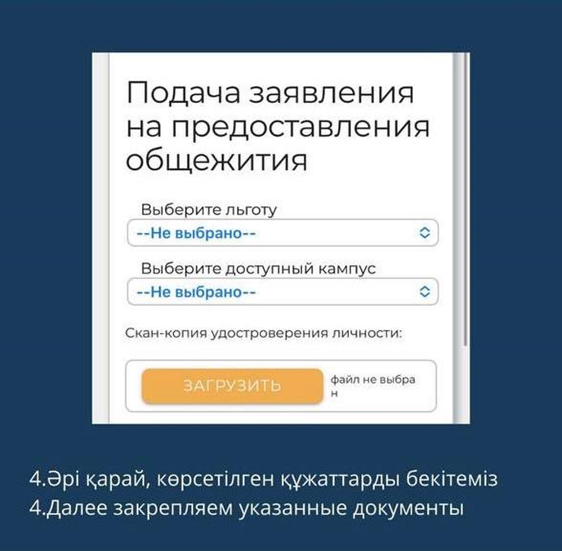 Подача заявления
на предоставления
общежития
Выберите льготу
--Не выбрано--
Выберите доступный кампус
--Не выбрано--
Скан-копия удостроверения личности:
ЗАГРУЗИТЬ
файл не выбра
н
4.Әрі қарай, көрсетілген құжаттарды бекітеміз
4.Далее закрепляем указанные документы